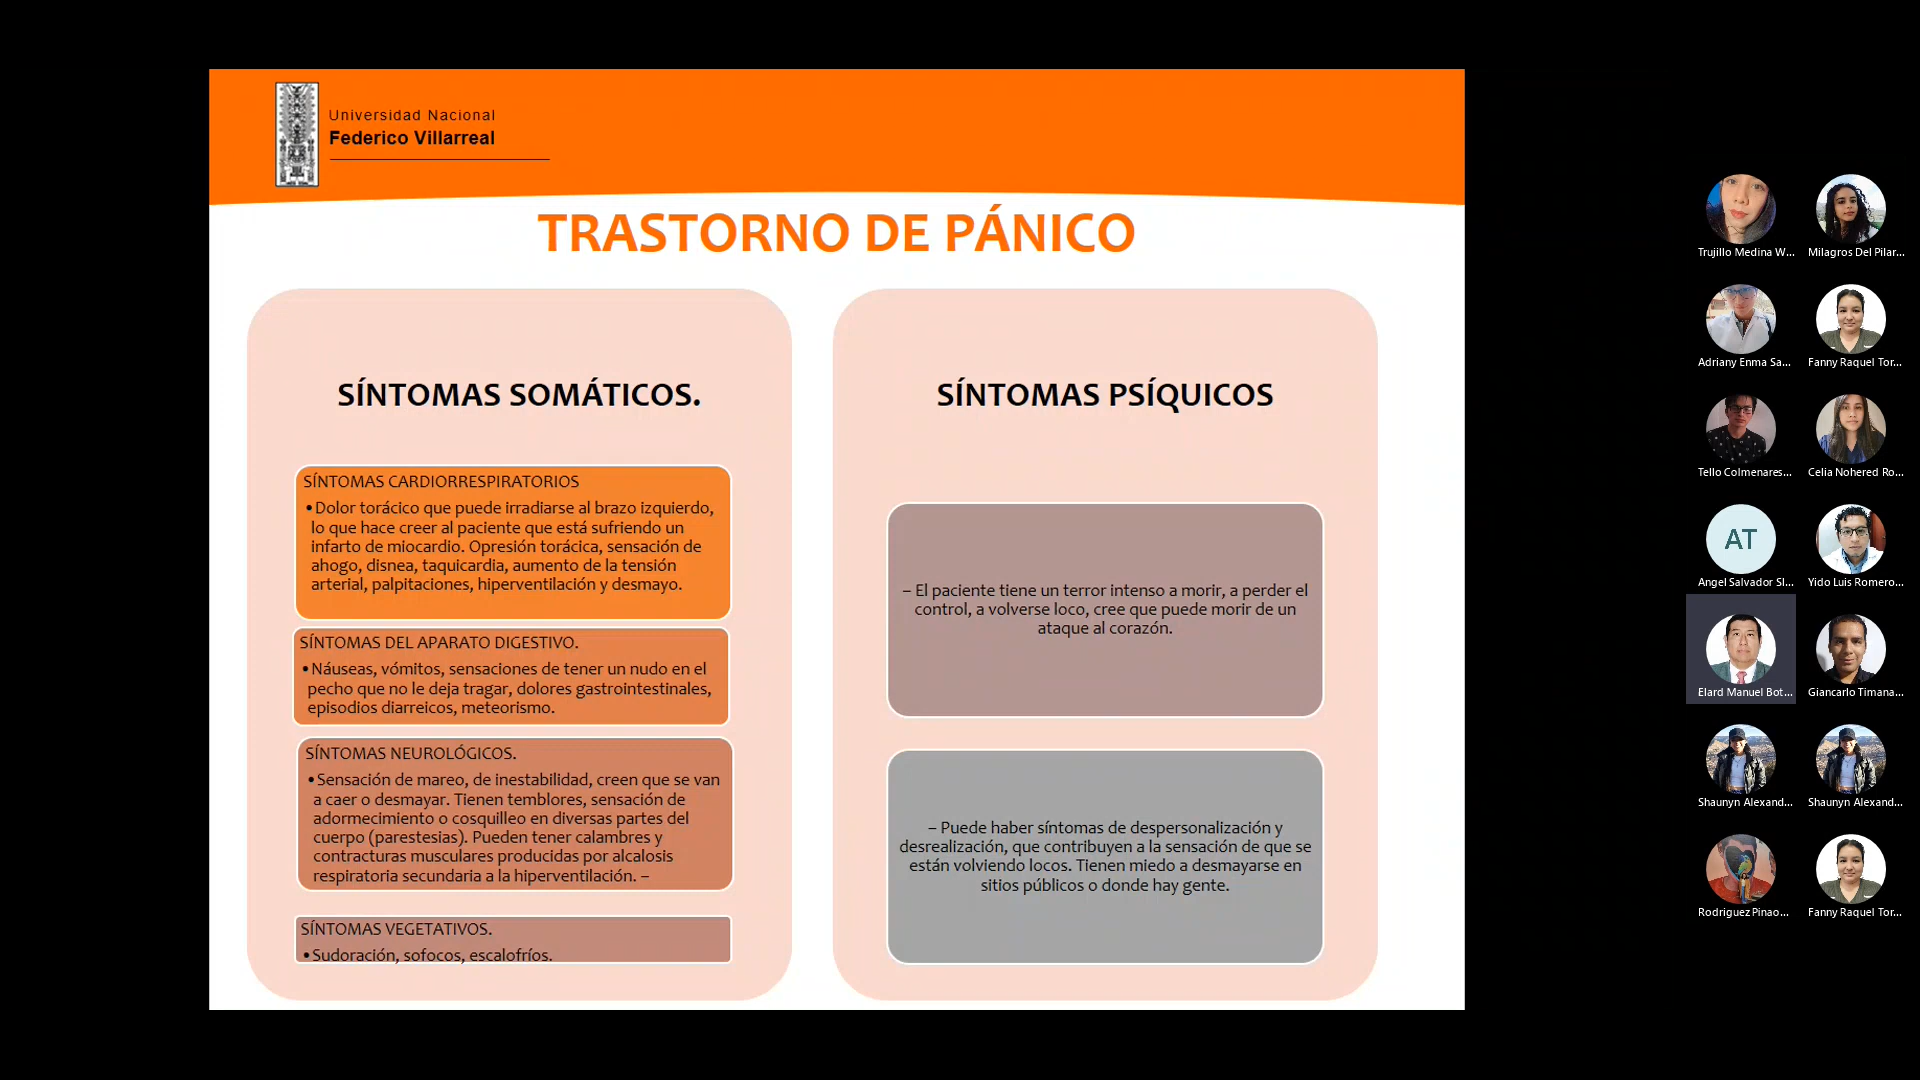 Universidad Nacional
Federico Villarreal
TRASTORNO DE PÁNICO
SÍNTOMAS SOMÁTICOS.
SÍNTOMAS CARDIORRESPIRATORIOS
•Dolor torácico que puede irradiarse al brazo izquierdo,
lo que hace creer al paciente que está sufriendo un
infarto de miocardio. Opresión torácica, sensación de
ahogo, disnea, taquicardia, aumento de la tensión
arterial, palpitaciones, hiperventilación y desmayo.
SÍNTOMAS DEL APARATO DIGESTIVO.
•Náuseas, vómitos, sensaciones de tener un nudo en el
pecho que no le deja tragar, dolores gastrointestinales,
episodios diarreicos, meteorismo.
SÍNTOMAS NEUROLÓGICOS.
•Sensación de mareo, de inestabilidad, creen que se van
a caer o desmayar. Tienen temblores, sensación de
adormecimiento o cosquilleo en diversas partes del
cuerpo (parestesias). Pueden tener calambres y
contracturas musculares producidas por alcalosis
respiratoria secundaria a la hiperventilación. –
SÍNTOMAS VEGETATIVOS.
•Sudoración, sofocos, escalofríos.
SÍNTOMAS PSÍQUICOS
– El paciente tiene un terror intenso a morir, a perder el
control, a volverse loco, cree que puede morir de un
ataque al corazón.
– Puede haber síntomas de despersonalización y
desrealización, que contribuyen a la sensación de que se
están volviendo locos. Tienen miedo a desmayarse en
sitios públicos o donde hay gente.
Trujillo Medina W...
Milagros Del Pilar...
Adriany Enma Sa...
Fanny Raquel Tor...
Tello Colmenares...
Celia Nohered Ro...
AT
Angel Salvador Sl...
Yido Luis Romero...
Elard Manuel Bot...
Giancarlo Timana...
Shaunyn Alexand...
Shaunyn Alexand...
Rodriguez Pinao...
Fanny Raquel Tor...